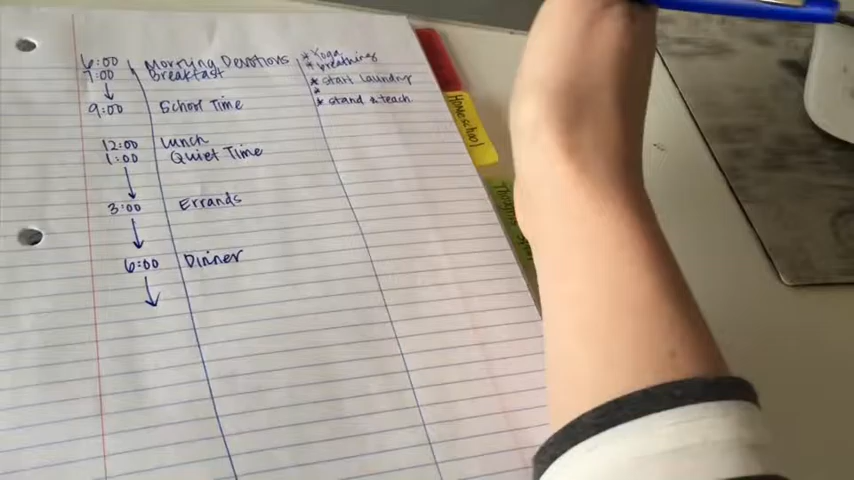 6:00 Morning Devotions * Yoga
* breathing
7:00 Breakfast * start laundry
*
9:00 School Time * stand & teach
12:00 Lunch
1:00 Quiet Time
3:00 Errands
6:00 Dinner
Homeschool